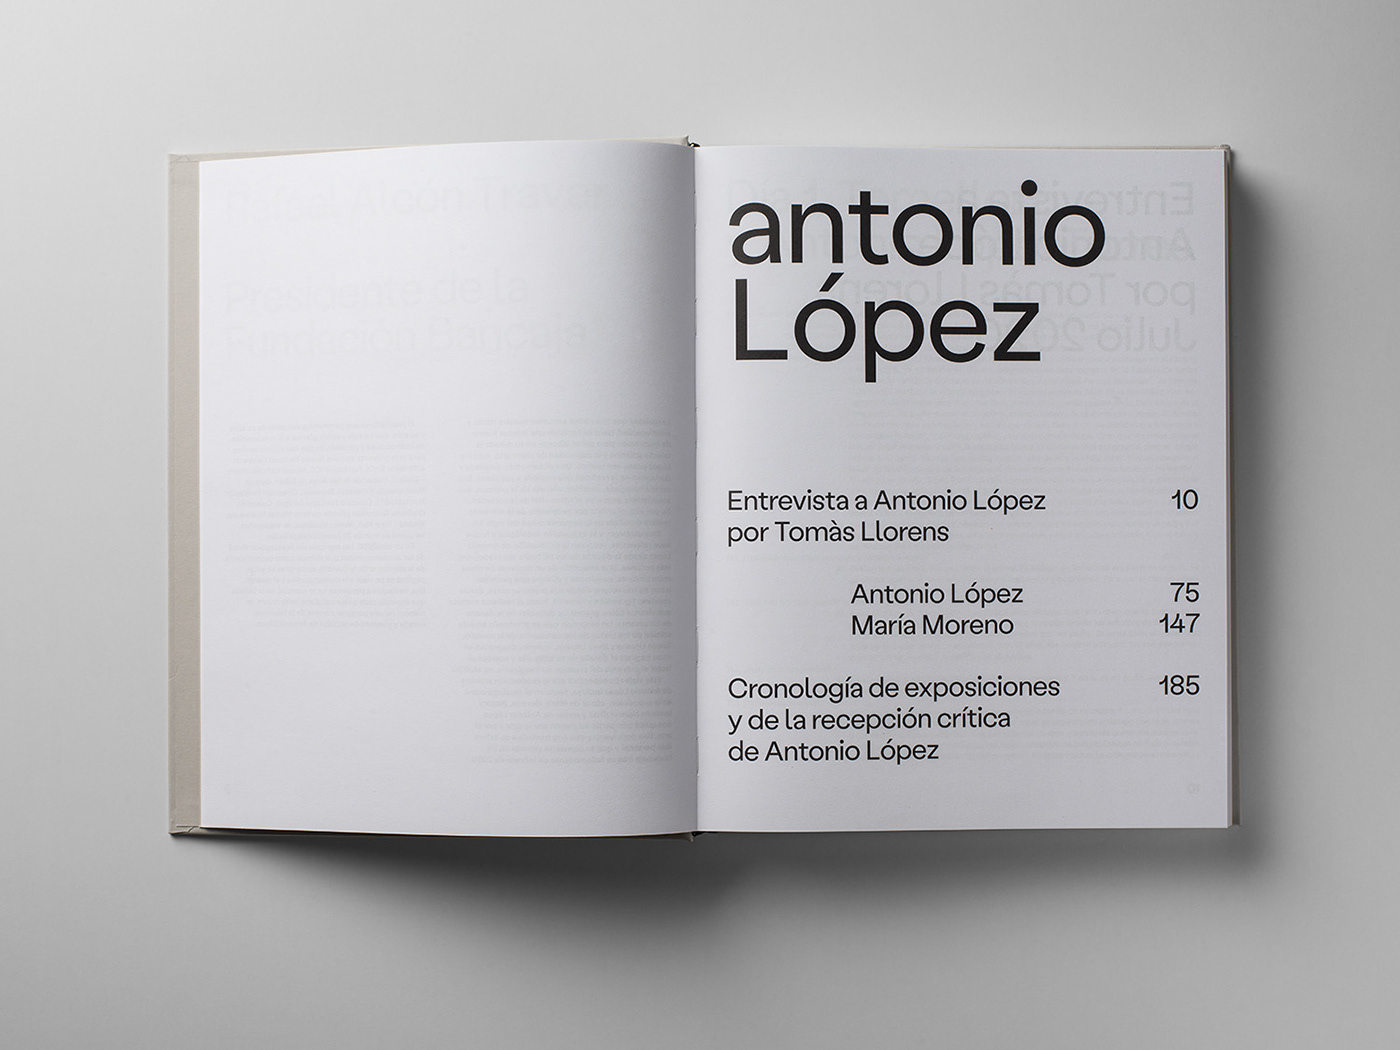 antonio
López
Entrevista a Antonio López 10
por Tomàs Llorens
Antonio López 75
María Moreno 147
Cronología de exposiciones 185
y de la recepción crítica
de Antonio López